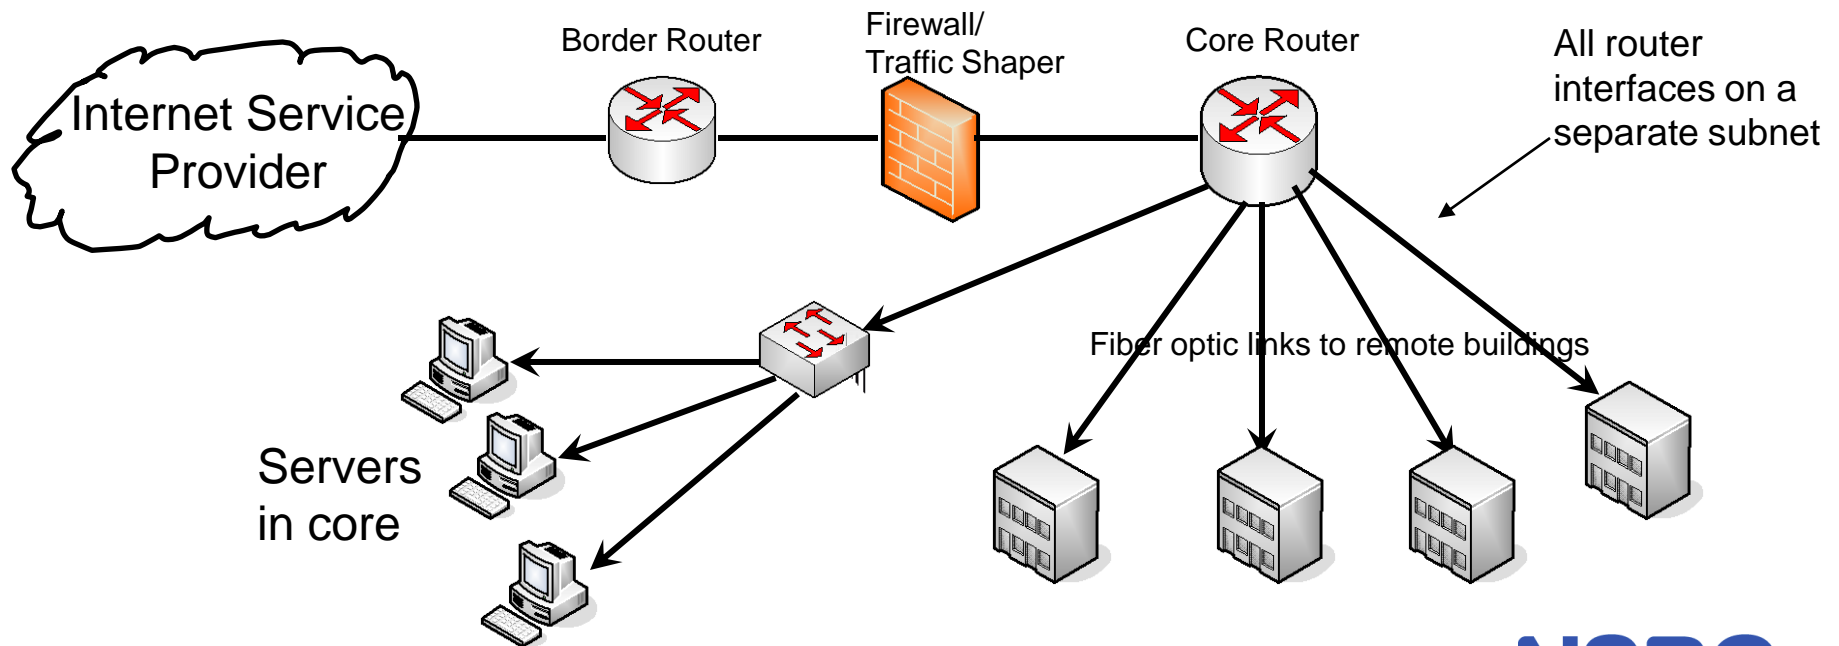 Border Router
Firewall/
Traffic Shaper
Core Router
All router
interfaces on a
separate subnet
Internet Service
Provider
Fiber optic links to remote buildings
Servers
in core